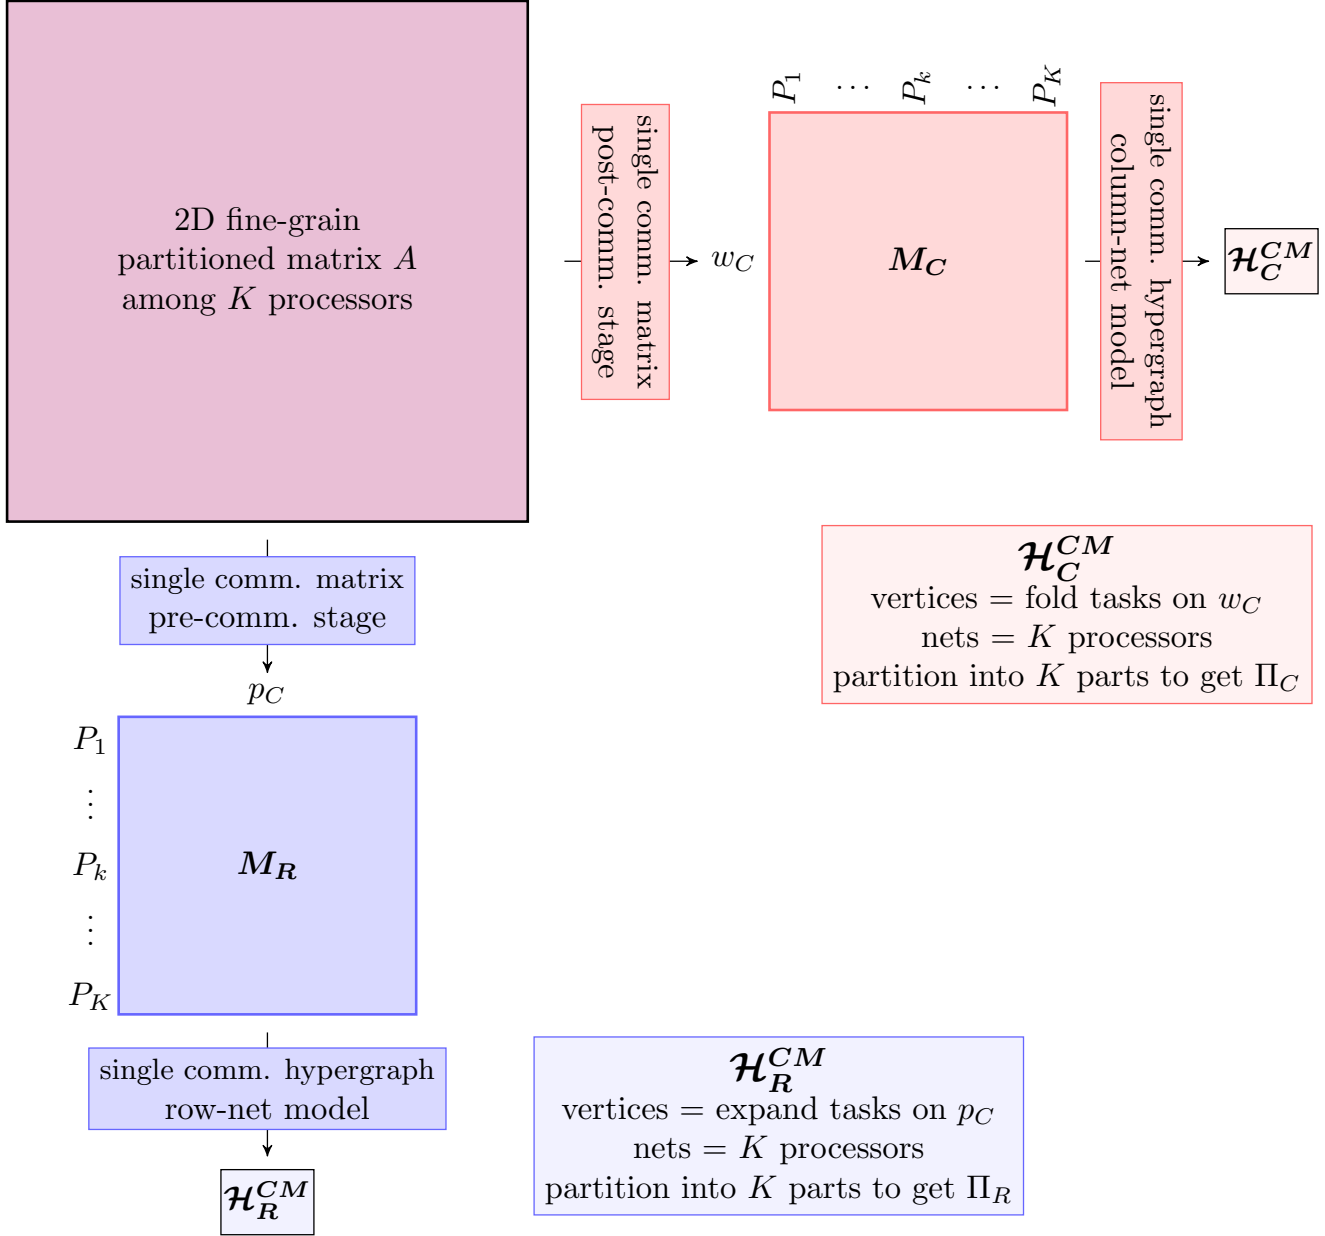 2D fine-grain
partitioned matrix A
among K processors
single comm. matrix
post-comm. stage
w_C
P_1 ⋯ P_k ⋯ P_K
M_C
single comm. hypergraph
column-net model
𝓗_C^{CM}
𝓗_C^{CM}
vertices = fold tasks on w_C
nets = K processors
partition into K parts to get Π_C
single comm. matrix
pre-comm. stage
p_C
P_1
⋮
P_k
⋮
P_K
M_R
single comm. hypergraph
row-net model
𝓗_R^{CM}
𝓗_R^{CM}
vertices = expand tasks on p_C
nets = K processors
partition into K parts to get Π_R